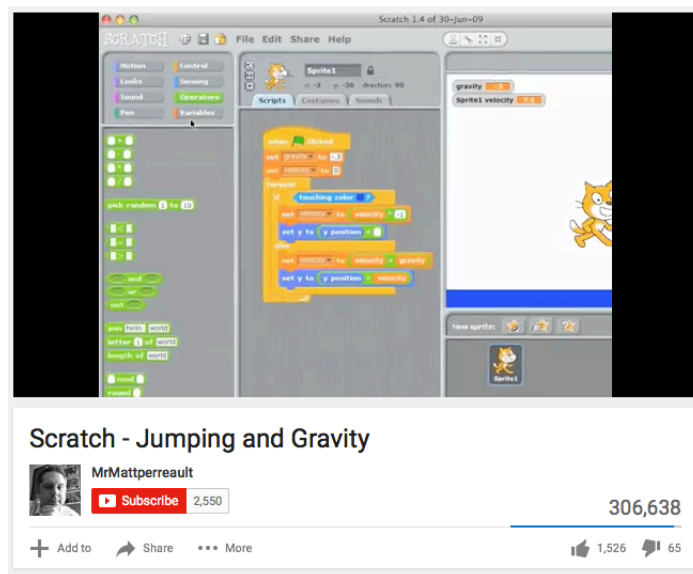 Scratch 1.4 of 30-Jun-09
SCRATCH File Edit Share Help
Motion Control
Looks Sensing
Sound Operators
Pen Variables
Sprite1
x: -3 y: -36 direction: 90
Scripts Costumes Sounds
gravity
Sprite1 velocity
when clicked
set gravity to
set velocity to 0
forever
if touching color ?
set velocity to velocity * -1
set y to y position +
else
set velocity to velocity + gravity
set y to y position + velocity
+
-
*
/
pick random 1 to 10
<
=
>
and
or
not
join hello world
letter 1 of world
length of world
mod
round
New sprite:
Sprite1
Scratch - Jumping and Gravity
MrMattperreault
Subscribe 2,550
306,638
Add to Share More 1,526 65